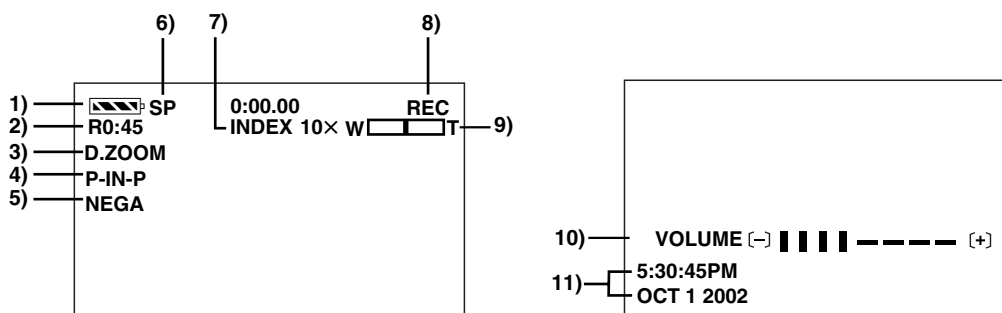 6) 7) 8)
1) SP 0:00.00 REC
2) R0:45 INDEX 10× W T 9)
3) D.ZOOM
4) P-IN-P
5) NEGA
10) VOLUME [–] [+]
11) 5:30:45PM
OCT 1 2002